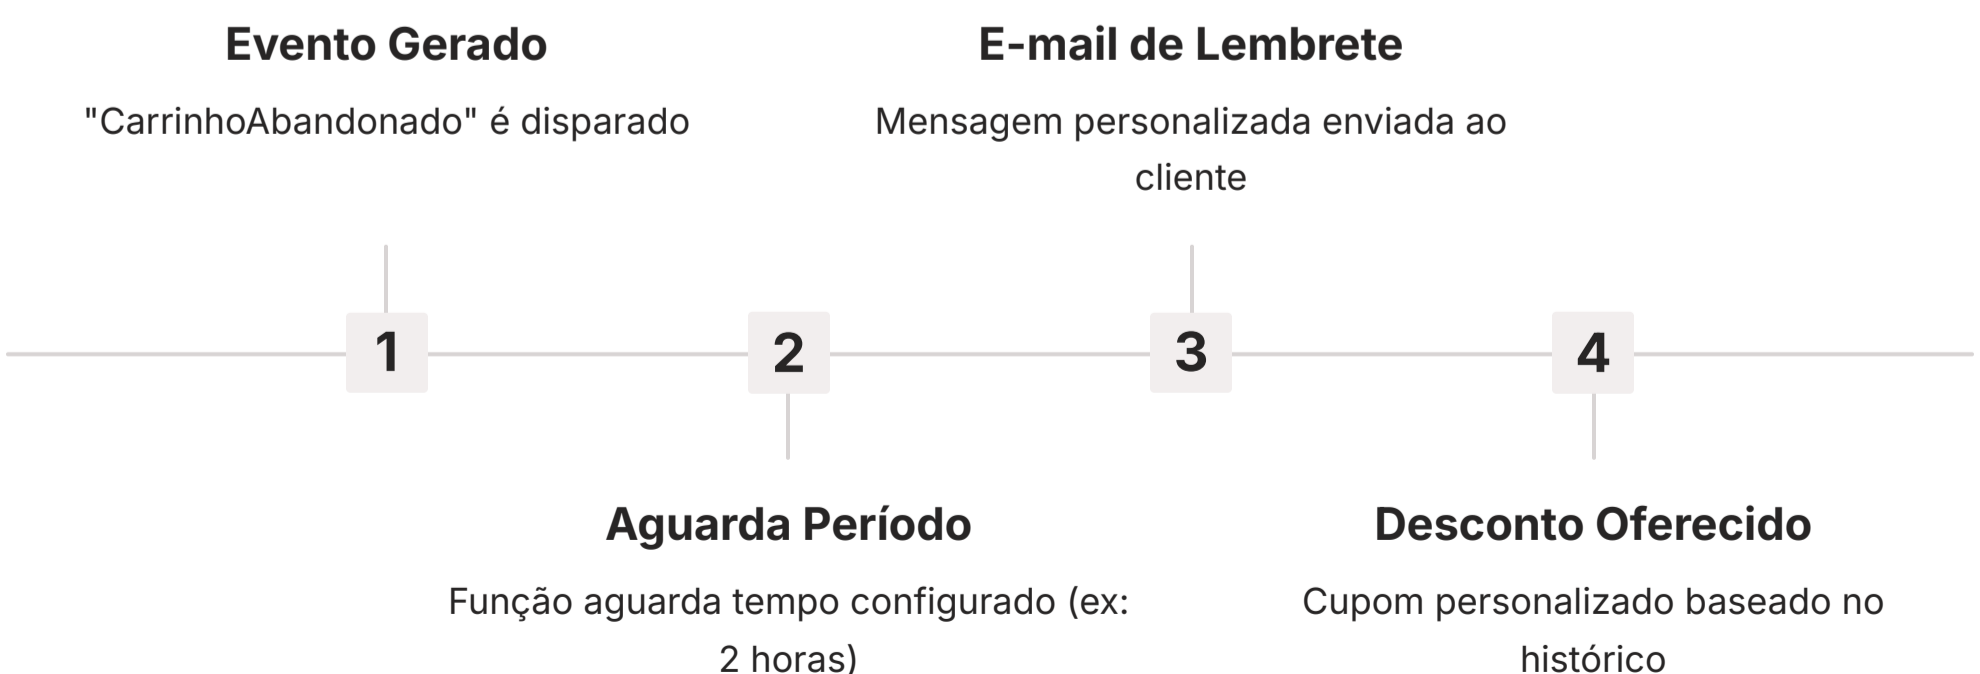 Evento Gerado
"CarrinhoAbandonado" é disparado
E-mail de Lembrete
Mensagem personalizada enviada ao
cliente
1
2
3
4
Aguarda Período
Função aguarda tempo configurado (ex:
2 horas)
Desconto Oferecido
Cupom personalizado baseado no
histórico